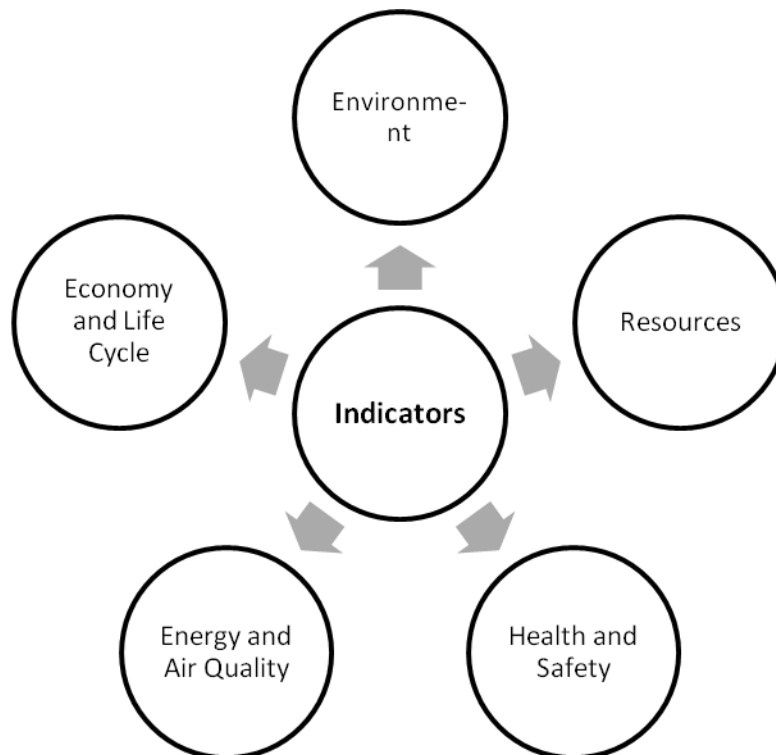 Environme-
nt
Economy
and Life
Cycle
Resources
Indicators
Energy and
Air Quality
Health and
Safety